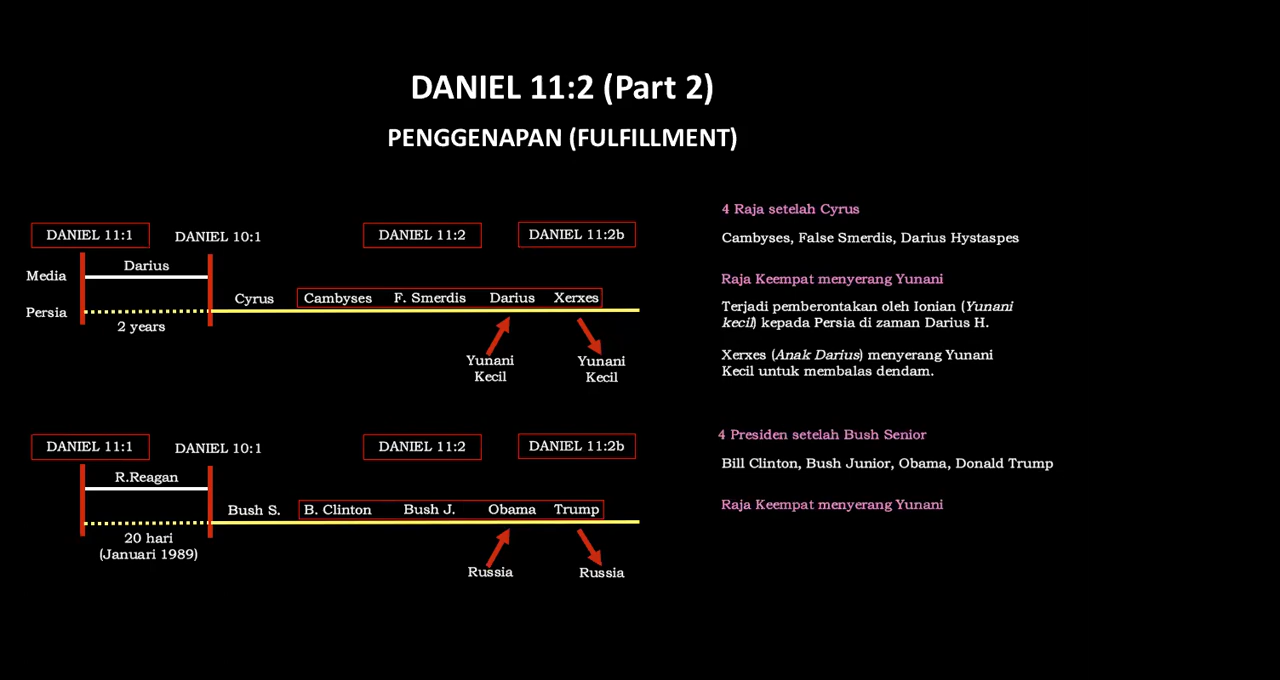 DANIEL 11:2 (Part 2)
PENGGENAPAN (FULFILLMENT)
DANIEL 11:1
DANIEL 10:1
DANIEL 11:2
DANIEL 11:2b
Media
Darius
Persia
Cyrus
Cambyses
F. Smerdis
Darius
Xerxes
2 years
Yunani
Kecil
Yunani
Kecil
4 Raja setelah Cyrus
Cambyses, False Smerdis, Darius Hystaspes
Raja Keempat menyerang Yunani
Terjadi pemberontakan oleh Ionian (Yunani
kecil) kepada Persia di zaman Darius H.
Xerxes (Anak Darius) menyerang Yunani
Kecil untuk membalas dendam.
DANIEL 11:1
DANIEL 10:1
DANIEL 11:2
DANIEL 11:2b
R.Reagan
Bush S.
B. Clinton
Bush J.
Obama
Trump
20 hari
(Januari 1989)
Russia
Russia
4 Presiden setelah Bush Senior
Bill Clinton, Bush Junior, Obama, Donald Trump
Raja Keempat menyerang Yunani